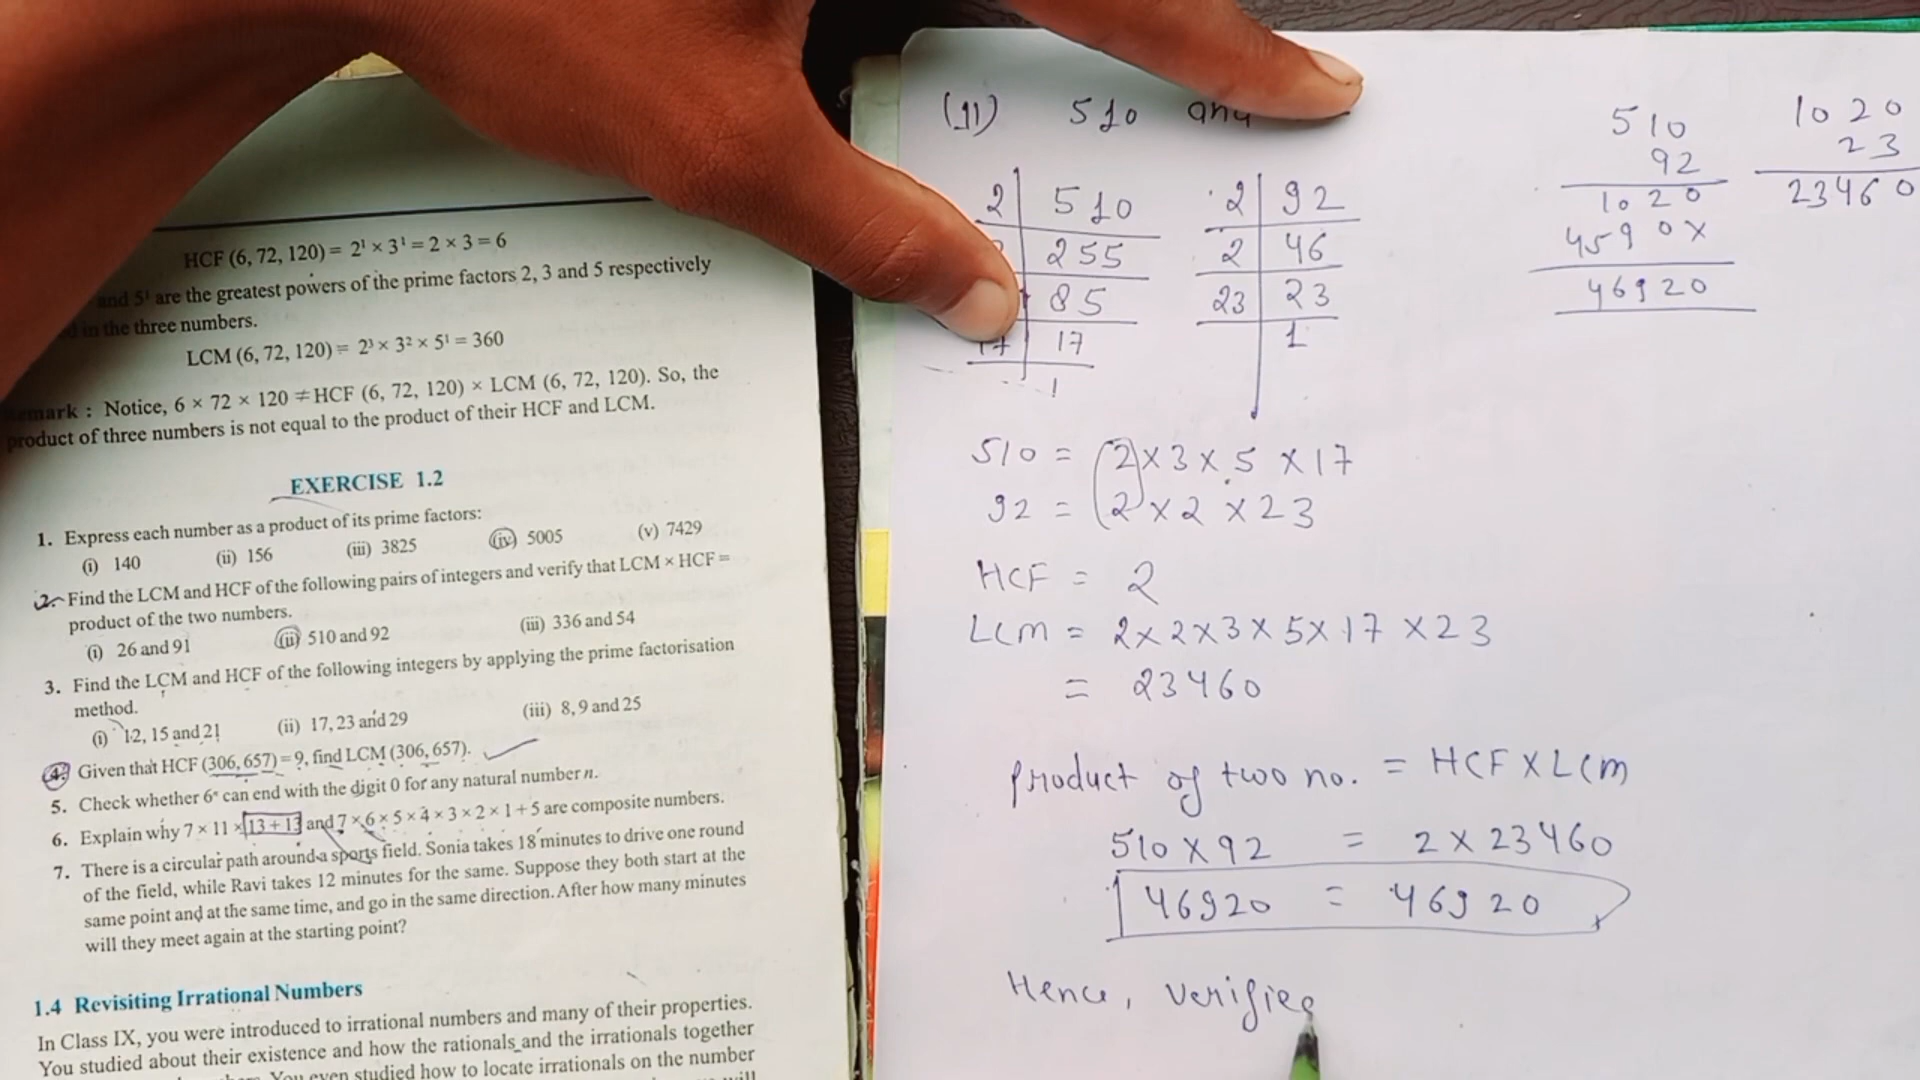 HCF (6, 72, 120) = 2¹ × 3¹ = 2 × 3 = 6
and 5¹ are the greatest powers of the prime factors 2, 3 and 5 respectively
in the three numbers.
LCM (6, 72, 120) = 2³ × 3² × 5¹ = 360
Remark : Notice, 6 × 72 × 120 ≠ HCF (6, 72, 120) × LCM (6, 72, 120). So, the
product of three numbers is not equal to the product of their HCF and LCM.
EXERCISE 1.2
1. Express each number as a product of its prime factors:
(i) 140 (ii) 156 (iii) 3825 (iv) 5005 (v) 7429
2. Find the LCM and HCF of the following pairs of integers and verify that LCM × HCF =
product of the two numbers.
(i) 26 and 91 (ii) 510 and 92 (iii) 336 and 54
3. Find the LCM and HCF of the following integers by applying the prime factorisation
method.
(i) 12, 15 and 21 (ii) 17, 23 and 29 (iii) 8, 9 and 25
4. Given that HCF (306, 657) = 9, find LCM (306, 657).
5. Check whether 6ⁿ can end with the digit 0 for any natural number n.
6. Explain why 7 × 11 × 13 + 13 and 7 × 6 × 5 × 4 × 3 × 2 × 1 + 5 are composite numbers.
7. There is a circular path around a sports field. Sonia takes 18 minutes to drive one round
of the field, while Ravi takes 12 minutes for the same. Suppose they both start at the
same point and at the same time, and go in the same direction. After how many minutes
will they meet again at the starting point?
1.4 Revisiting Irrational Numbers
In Class IX, you were introduced to irrational numbers and many of their properties.
You studied about their existence and how the rationals and the irrationals together
You even studied how to locate irrationals on the number
(ii) 510 and
2 510
255
85
17 17
1
2 92
2 46
23 23
1
510
92
1020
4590x
46920
1020
23
23460
510 = 2 × 3 × 5 × 17
92 = 2 × 2 × 23
HCF = 2
LCM = 2 × 2 × 3 × 5 × 17 × 23
= 23460
Product of two no. = HCF X LCM
510 X 92 = 2 X 23460
46920 = 46920
Hence, verifie